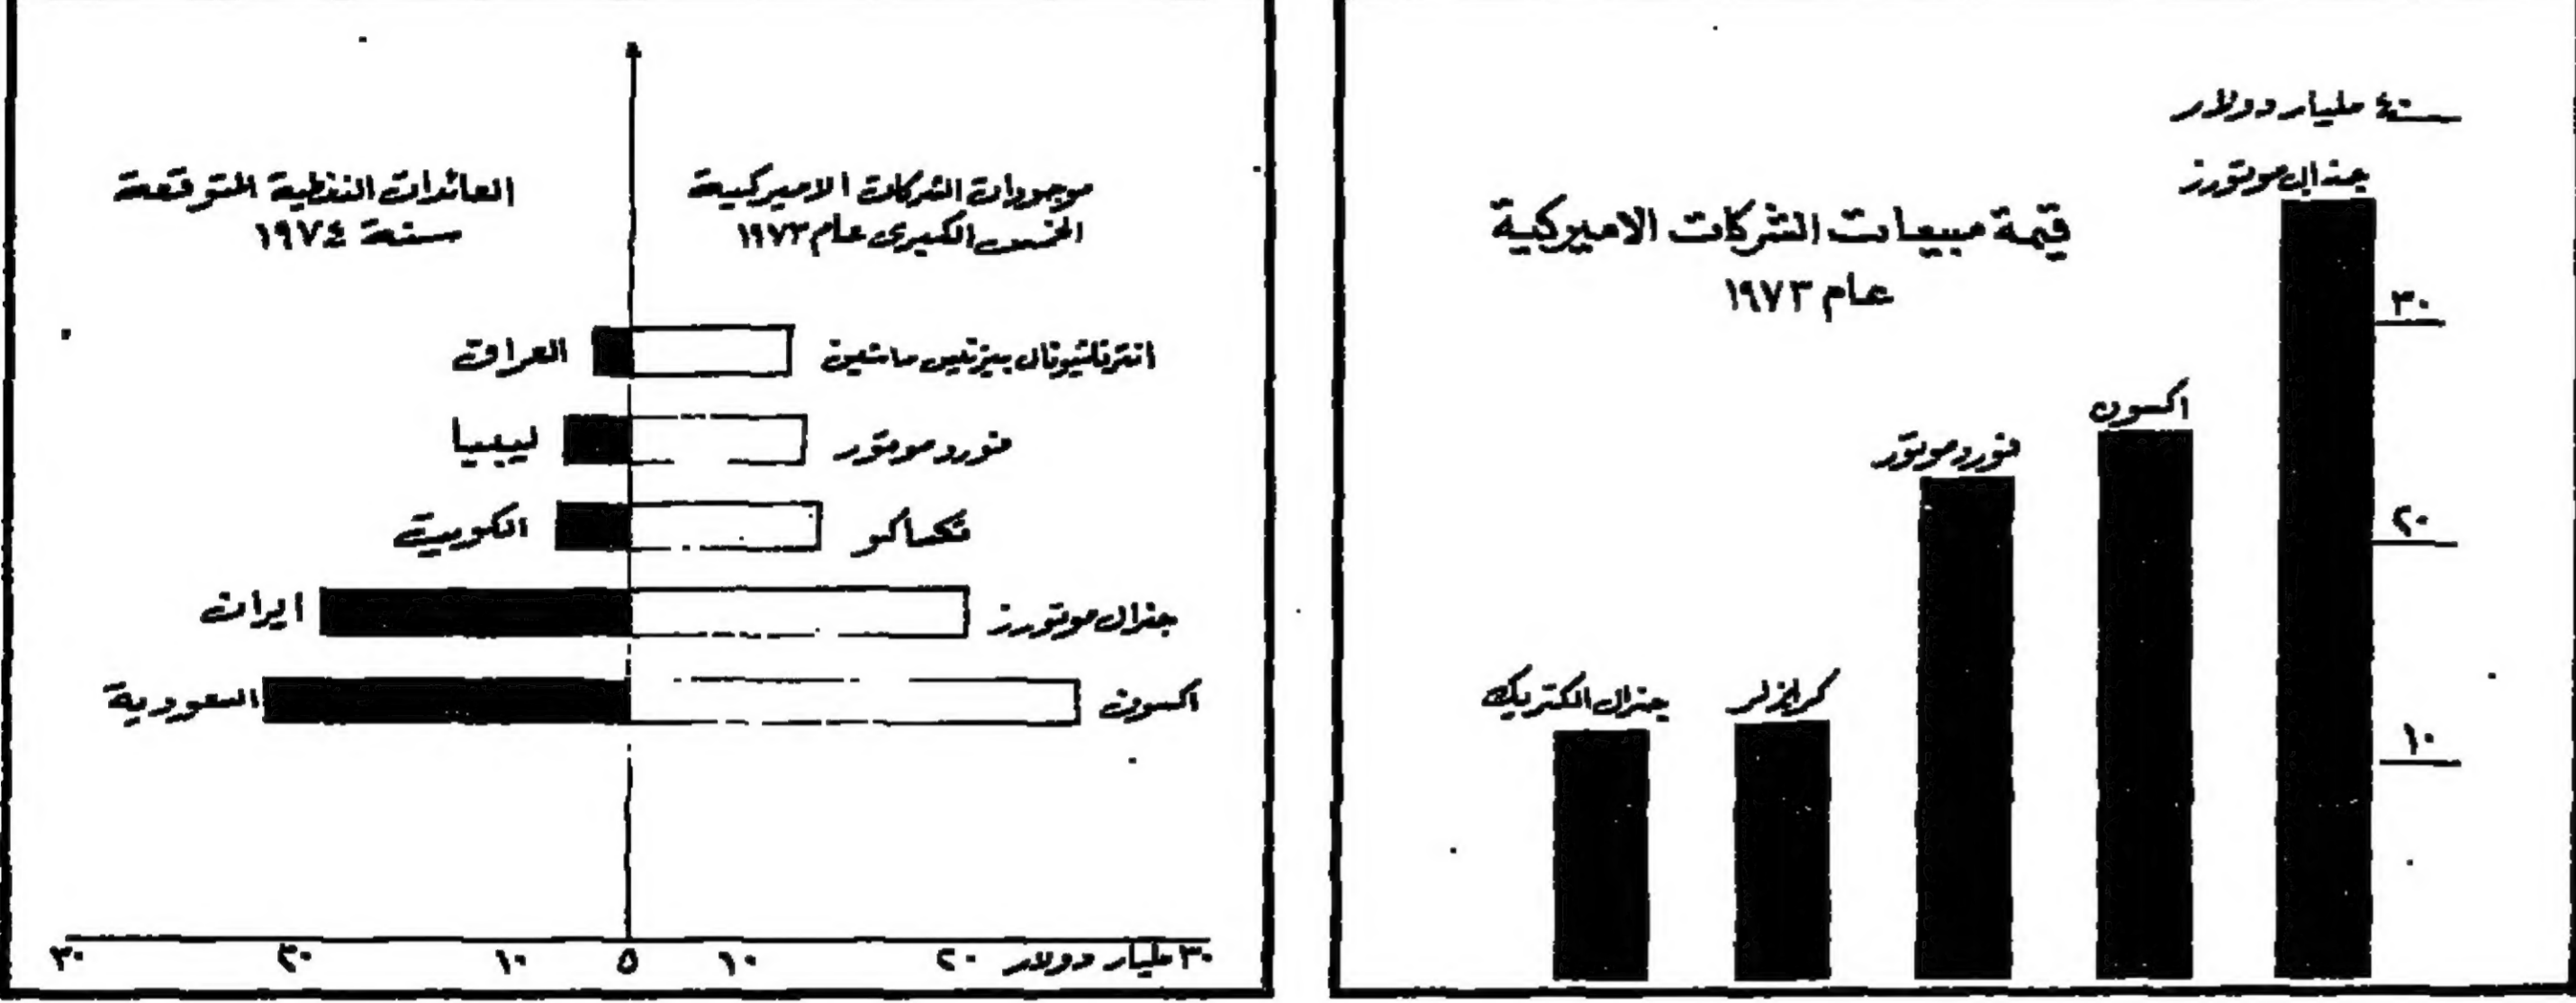 ٤٠ مليار دولار
جنرال موتورز
قيمة مبيعات الشركات الاميركية
عام ١٩٧٣
٣٠
اكسون
فورد موتور
٢٠
كرايزلر
جنرال الكتريك
١٠
موجودات الشركات الاميركية
الخمس الكبرى عام ١٩٧٣
العائدات النفطية المتوقعة
سنة ١٩٧٤
انترناشيونال بيزنيس ماشين
العراق
فورد موتور
ليبيا
تكساكو
الكويت
جنرال موتورز
ايران
اكسون
السعودية
٣٠ مليار دولار ٢٠ ١٠ ٥ ١٠ ٢٠ ٣٠